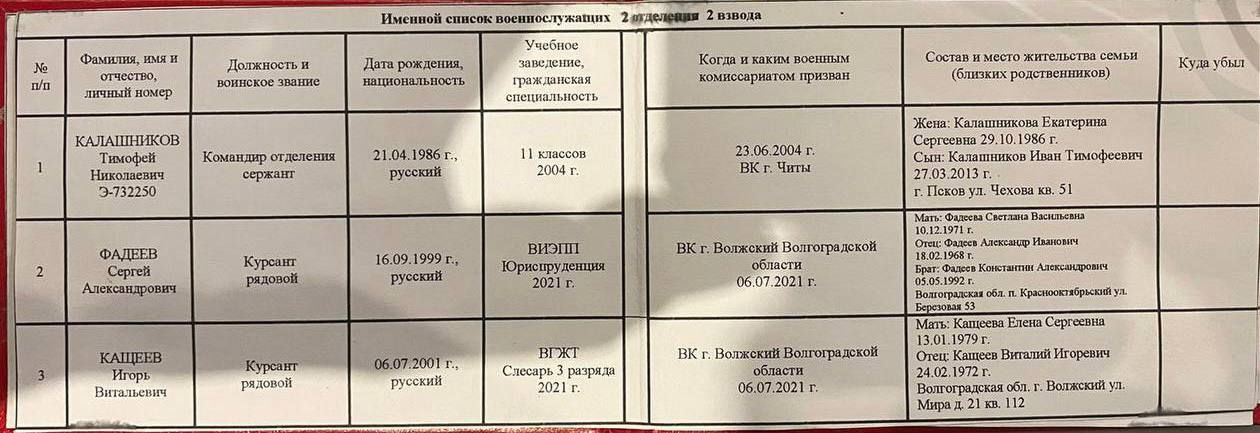 Именной список военнослужащих 2 отделения 2 взвода
№
п/п
Фамилия, имя и
отчество,
личный номер
Должность и
воинское звание
Дата рождения,
национальность
Учебное
заведение,
гражданская
специальность
Когда и каким военным
комиссариатом призван
Состав и место жительства семьи
(близких родственников)
Куда убыл
1
КАЛАШНИКОВ
Тимофей
Николаевич
Э-732250
Командир отделения
сержант
21.04.1986 г.,
русский
11 классов
2004 г.
23.06.2004 г.
ВК г. Читы
Жена: Калашникова Екатерина
Сергеевна 29.10.1986 г.
Сын: Калашников Иван Тимофеевич
27.03.2013 г.
г. Псков ул. Чехова кв. 51
2
ФАДЕЕВ
Сергей
Александрович
Курсант
рядовой
16.09.1999 г.,
русский
ВИЭПП
Юриспруденция
2021 г.
ВК г. Волжский Волгоградской
области
06.07.2021 г.
Мать: Фадеева Светлана Васильевна
10.12.1971 г.
Отец: Фадеев Александр Иванович
18.02.1968 г.
Брат: Фадеев Константин Александрович
05.05.1992 г.
Волгоградская обл. п. Краснооктябрьский ул.
Березовая 53
3
КАЩЕЕВ
Игорь
Витальевич
Курсант
рядовой
06.07.2001 г.,
русский
ВГЖТ
Слесарь 3 разряда
2021 г.
ВК г. Волжский Волгоградской
области
06.07.2021 г.
Мать: Кащеева Елена Сергеевна
13.01.1979 г.
Отец: Кащеев Виталий Игоревич
24.02.1972 г.
Волгоградская обл. г. Волжский ул.
Мира д. 21 кв. 112